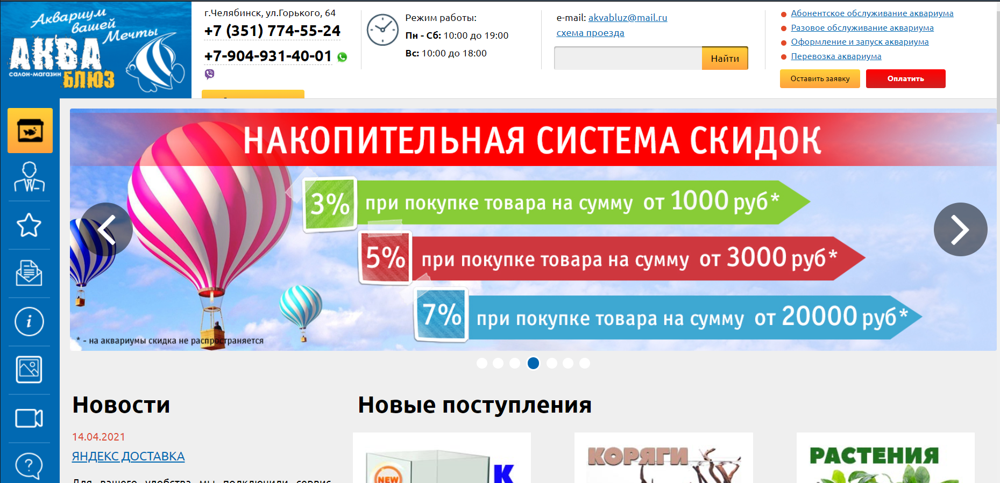 Аквариум
вашей
Мечты
АКВА
салон-магазин
БЛЮЗ
г.Челябинск, ул.Горького, 64
+7 (351) 774-55-24
+7-904-931-40-01
Режим работы:
Пн - Сб: 10:00 до 19:00
Вс: 10:00 до 18:00
e-mail: akvabluz@mail.ru
схема проезда
Найти
Абонентское обслуживание аквариума
Разовое обслуживание аквариума
Оформление и запуск аквариума
Перевозка аквариума
Оставить заявку
Оплатить
НАКОПИТЕЛЬНАЯ СИСТЕМА СКИДОК
3% при покупке товара на сумму от 1000 руб*
5% при покупке товара на сумму от 3000 руб*
7% при покупке товара на сумму от 20000 руб*
* - на аквариумы скидка не распространяется
Новости
14.04.2021
ЯНДЕКС ДОСТАВКА
Для вашего удобства мы подключили сервис
Новые поступления
NEW
К
КОРЯГИ
РАСТЕНИЯ